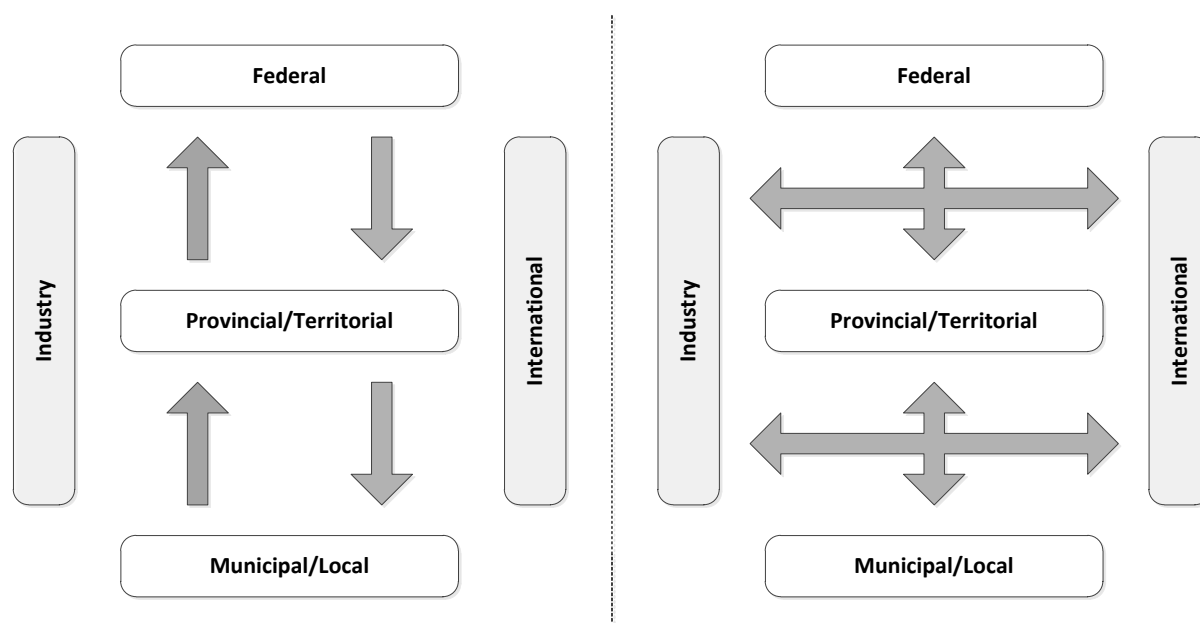 Federal
Industry
Provincial/Territorial
International
Municipal/Local
Federal
Industry
Provincial/Territorial
International
Municipal/Local